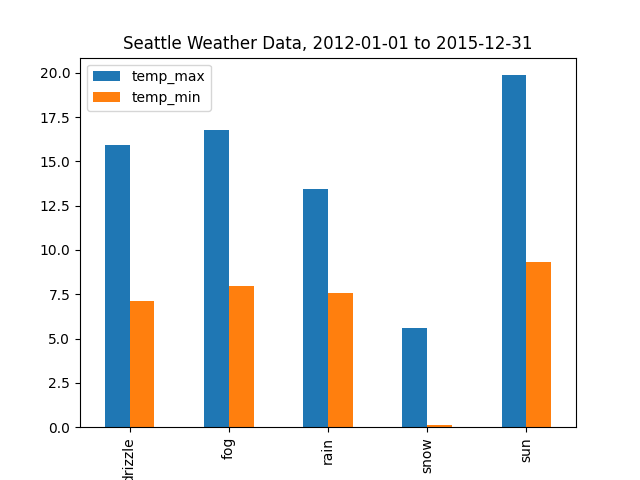 Seattle Weather Data, 2012-01-01 to 2015-12-31
temp_max
temp_min
20.0
17.5
15.0
12.5
10.0
7.5
5.0
2.5
0.0
drizzle
fog
rain
snow
sun